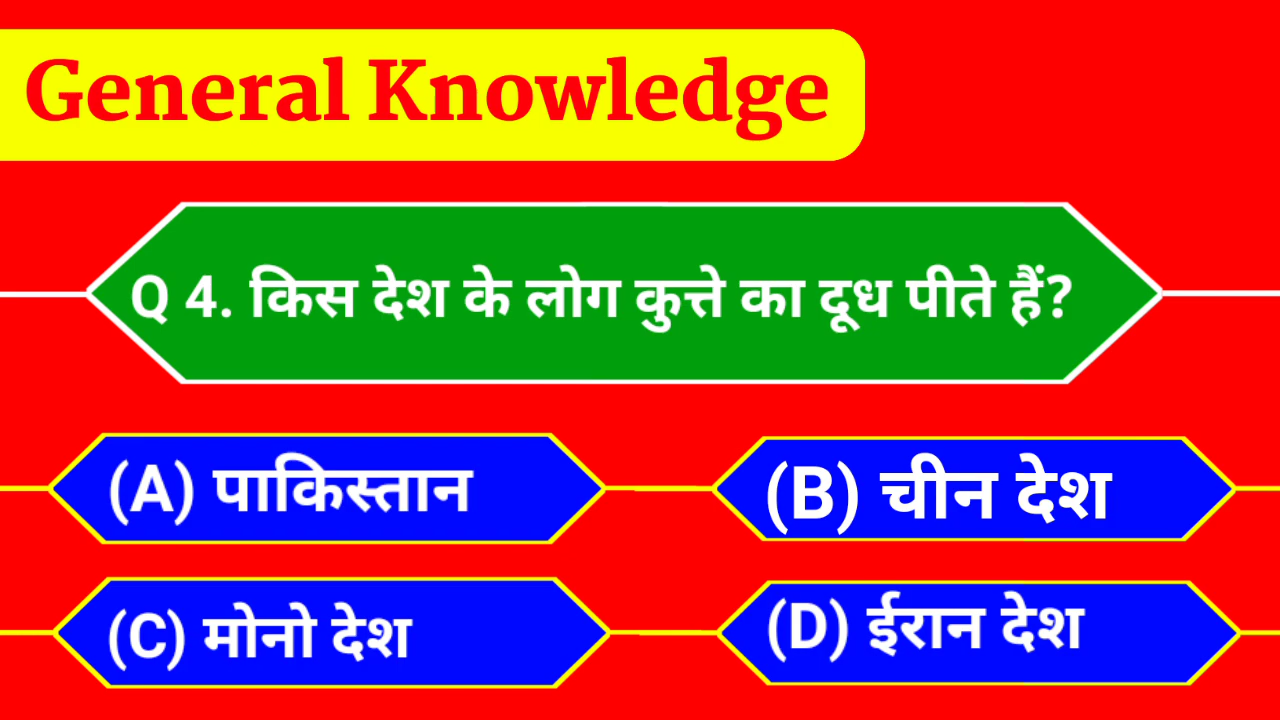 General Knowledge
Q 4. किस देश के लोग कुत्ते का दूध पीते हैं?
(A) पाकिस्तान
(B) चीन देश
(C) मोनो देश
(D) ईरान देश